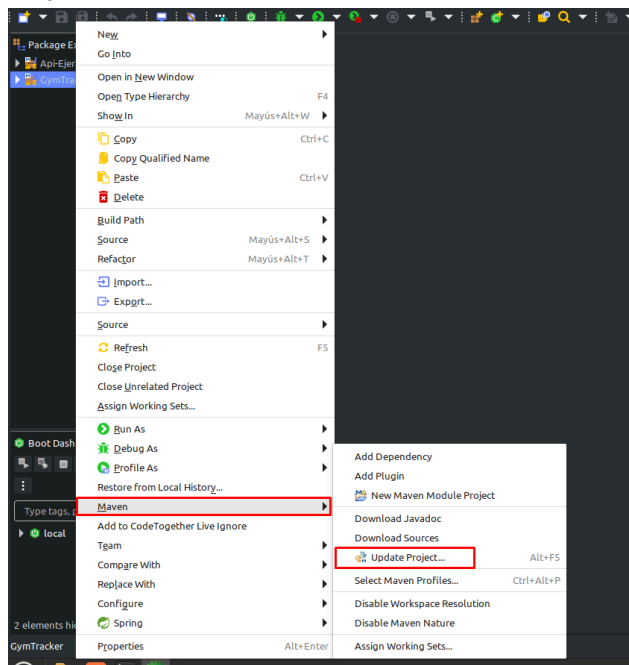 Package Ex
Api-Ejer
GymTra
New
Go Into
Open in New Window
Open Type Hierarchy F4
Show In Mayús+Alt+W
Copy Ctrl+C
Copy Qualified Name
Paste Ctrl+V
Delete
Build Path
Source Mayús+Alt+S
Refactor Mayús+Alt+T
Import...
Export...
Source
Refresh F5
Close Project
Close Unrelated Project
Assign Working Sets...
Run As
Debug As
Profile As
Restore from Local History...
Maven
Add to CodeTogether Live Ignore
Team
Compare With
Replace With
Configure
Spring
Properties Alt+Enter
Boot Dash
Type tags, p
local
2 elements hid
GymTracker
Add Dependency
Add Plugin
New Maven Module Project
Download Javadoc
Download Sources
Update Project... Alt+F5
Select Maven Profiles... Ctrl+Alt+P
Disable Workspace Resolution
Disable Maven Nature
Assign Working Sets...